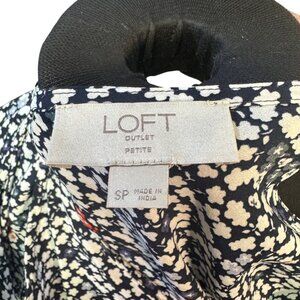 LOFT
OUTLET
PETITE
SP
MADE IN
INDIA